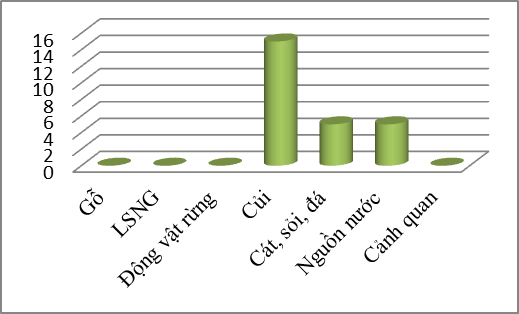 16
14
12
10
8
6
4
2
0
Gỗ
LSNG
Động vật rừng
Củi
Cát, sỏi, đá
Nguồn nước
Cảnh quan